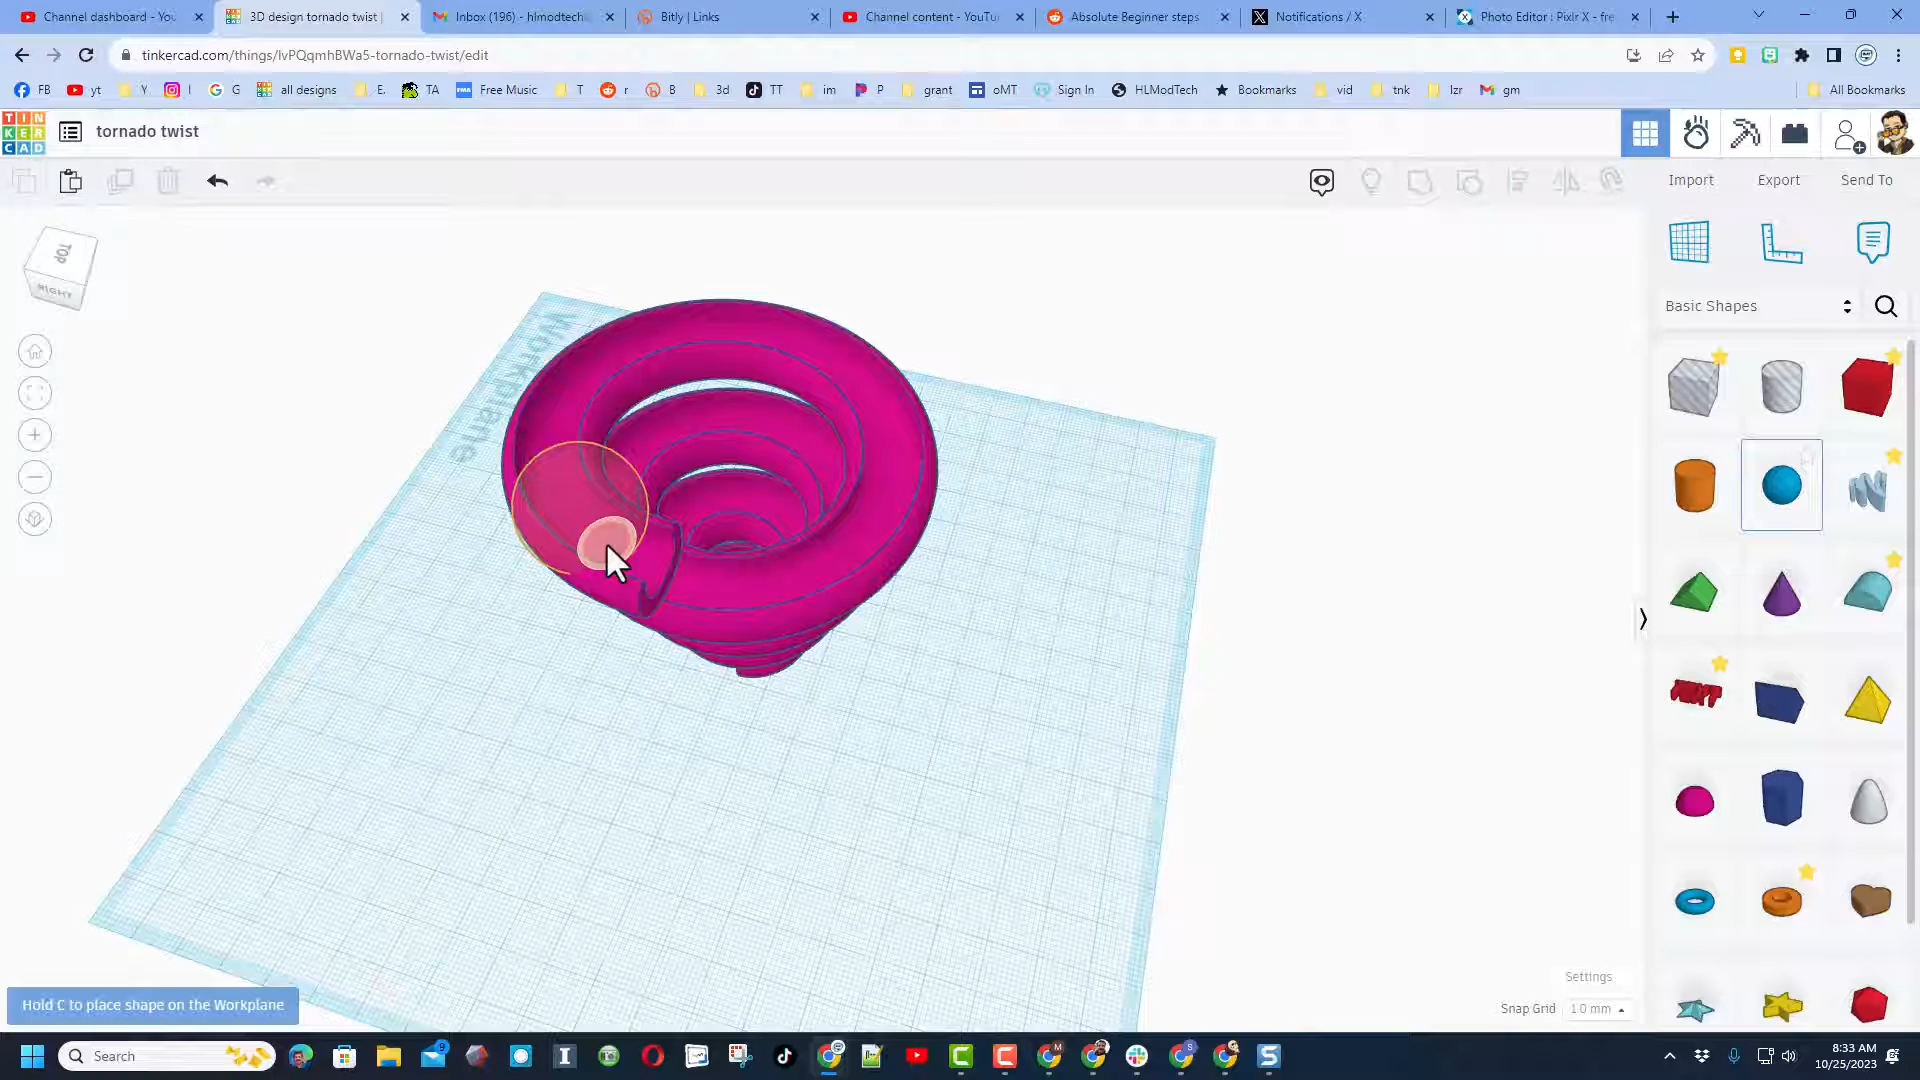 Channel dashboard - You
3D design tornado twist |
Inbox (196) - hlmodtech@
Bitly | Links
Channel content - YouTu
Absolute Beginner steps
Notifications / X
Photo Editor : Pixlr X - fre
tinkercad.com/things/lvPQqmhBWa5-tornado-twist/edit
FB
yt
Y
I
G
all designs
E.
TA
FMA
Free Music
T
r
B
3d
TT
im
P
grant
oMT
Sign In
HLModTech
Bookmarks
vid
tnk
lzr
gm
All Bookmarks
TIN
KER
CAD
tornado twist
Import
Export
Send To
TOP
RIGHT
Workplane
Basic Shapes
TEXT
Settings
Hold C to place shape on the Workplane
Snap Grid
1.0 mm
Search
9
8:33 AM
10/25/2023